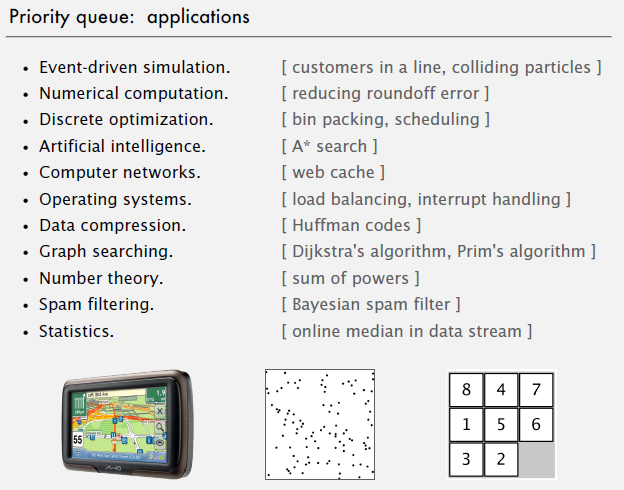 Priority queue: applications
• Event-driven simulation. [ customers in a line, colliding particles ]
• Numerical computation. [ reducing roundoff error ]
• Discrete optimization. [ bin packing, scheduling ]
• Artificial intelligence. [ A* search ]
• Computer networks. [ web cache ]
• Operating systems. [ load balancing, interrupt handling ]
• Data compression. [ Huffman codes ]
• Graph searching. [ Dijkstra's algorithm, Prim's algorithm ]
• Number theory. [ sum of powers ]
• Spam filtering. [ Bayesian spam filter ]
• Statistics. [ online median in data stream ]
1.9
55
Mio
8 4 7
1 5 6
3 2